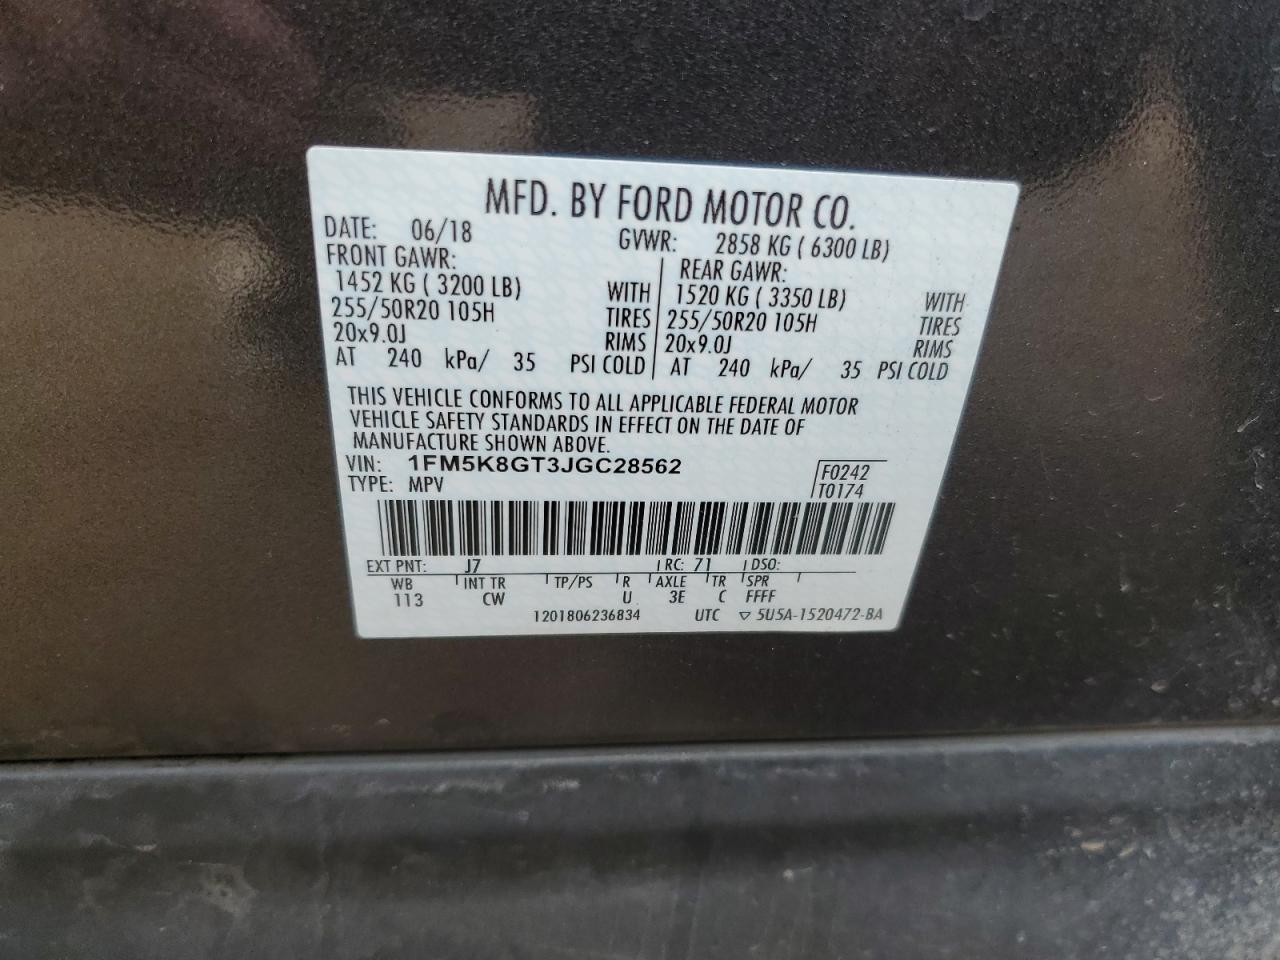 MFD. BY FORD MOTOR CO.
DATE: 06/18 GVWR: 2858 KG ( 6300 LB)
FRONT GAWR: REAR GAWR:
1452 KG ( 3200 LB) WITH 1520 KG ( 3350 LB) WITH
255/50R20 105H TIRES 255/50R20 105H TIRES
20x9.0J RIMS 20x9.0J RIMS
AT 240 kPa/ 35 PSI COLD AT 240 kPa/ 35 PSI COLD
THIS VEHICLE CONFORMS TO ALL APPLICABLE FEDERAL MOTOR
VEHICLE SAFETY STANDARDS IN EFFECT ON THE DATE OF
MANUFACTURE SHOWN ABOVE.
VIN: 1FM5K8GT3JGC28562 F0242
TYPE: MPV T0174
EXT PNT: J7 RC: 71 DSO:
WB INT TR TP/PS R AXLE TR SPR
113 CW U 3E C FFFF
1201806236834 UTC ▽ 5U5A-1520472-BA